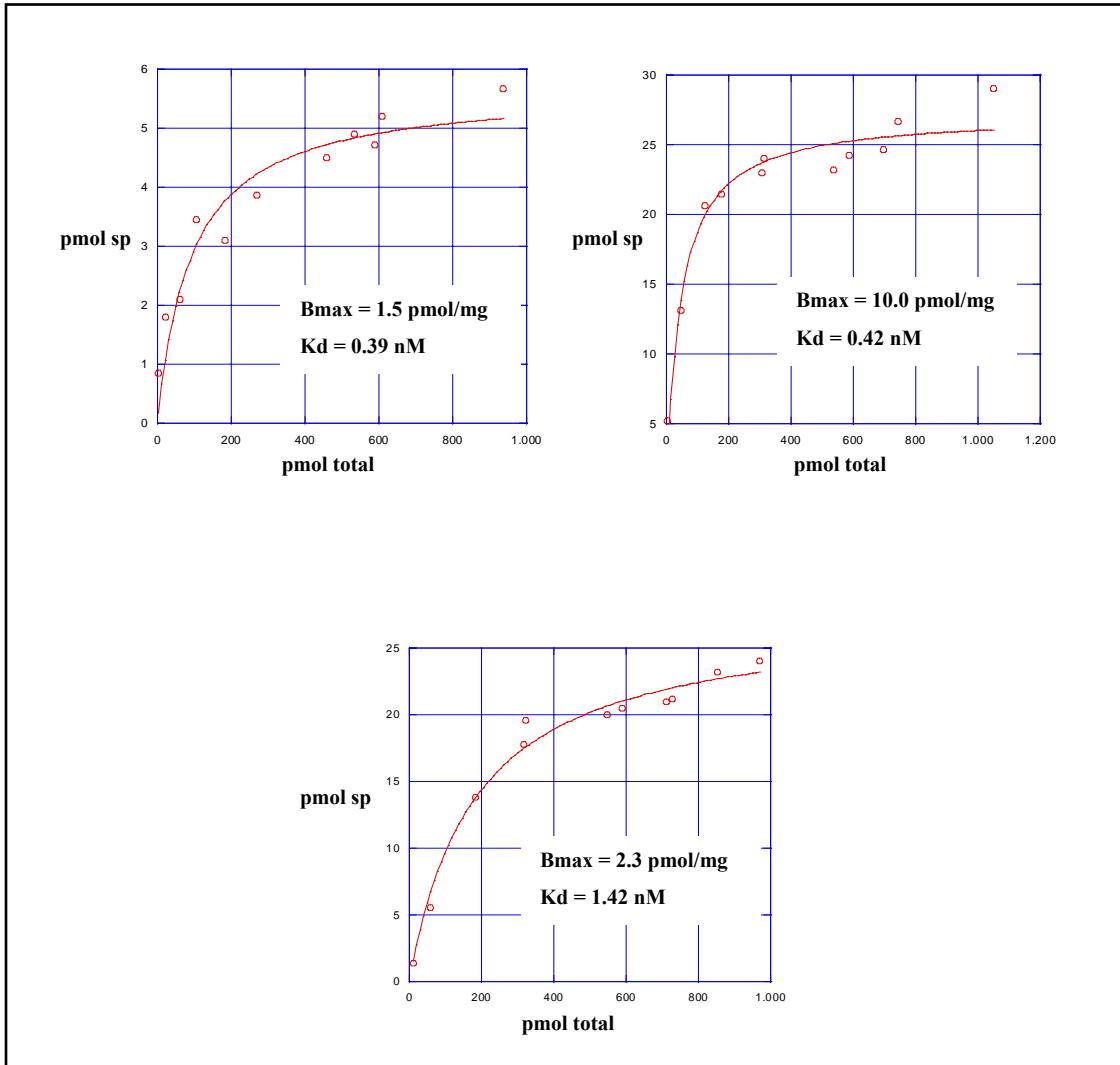 6
5
4
3
2
1
0
pmol sp
Bmax = 1.5 pmol/mg
Kd = 0.39 nM
0 200 400 600 800 1.000
pmol total
30
25
20
15
10
5
pmol sp
Bmax = 10.0 pmol/mg
Kd = 0.42 nM
0 200 400 600 800 1.000 1.200
pmol total
25
20
15
10
5
0
pmol sp
Bmax = 2.3 pmol/mg
Kd = 1.42 nM
0 200 400 600 800 1.000
pmol total